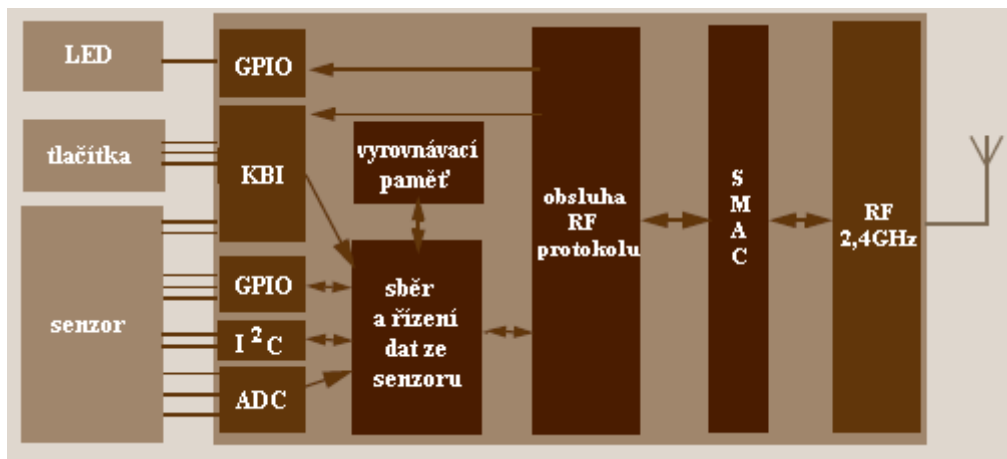 LED
tlačítka
senzor
GPIO
KBI
GPIO
I²C
ADC
vyrovnávací
paměť
sběr
a řízení
dat ze
senzoru
obsluha
RF
protokolu
S
M
A
C
RF
2,4GHz